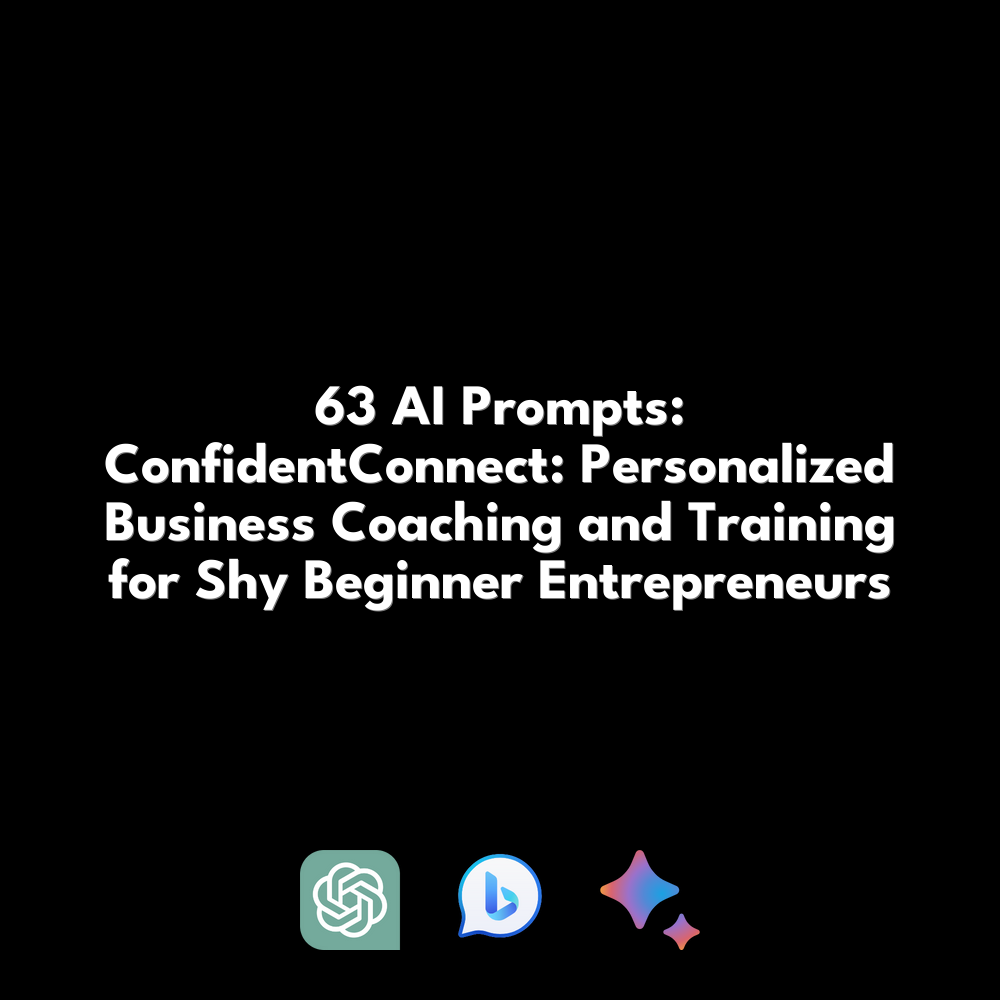 63 AI Prompts:
ConfidentConnect: Personalized
Business Coaching and Training
for Shy Beginner Entrepreneurs